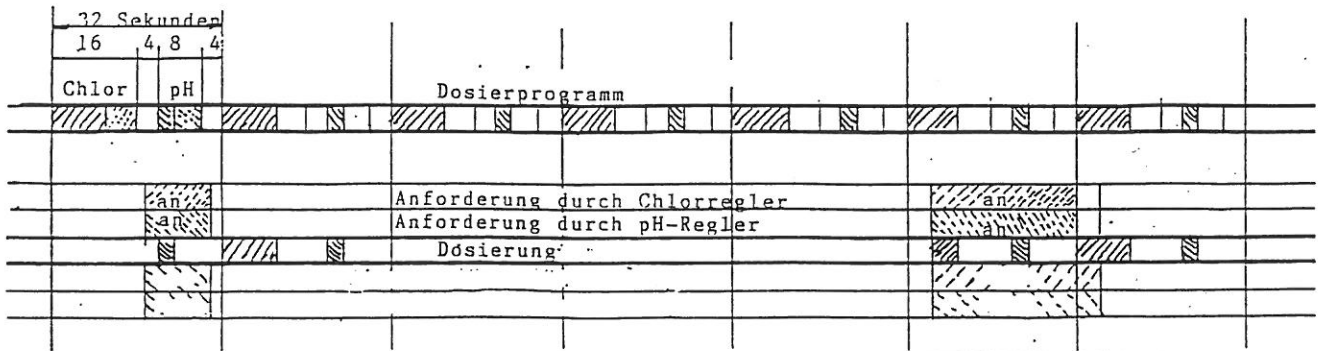 32 Sekunden
16 4 8 4
Chlor pH
Dosierprogramm
an Anforderung durch Chlorregler an
an Anforderung durch pH-Regler an
Dosierung